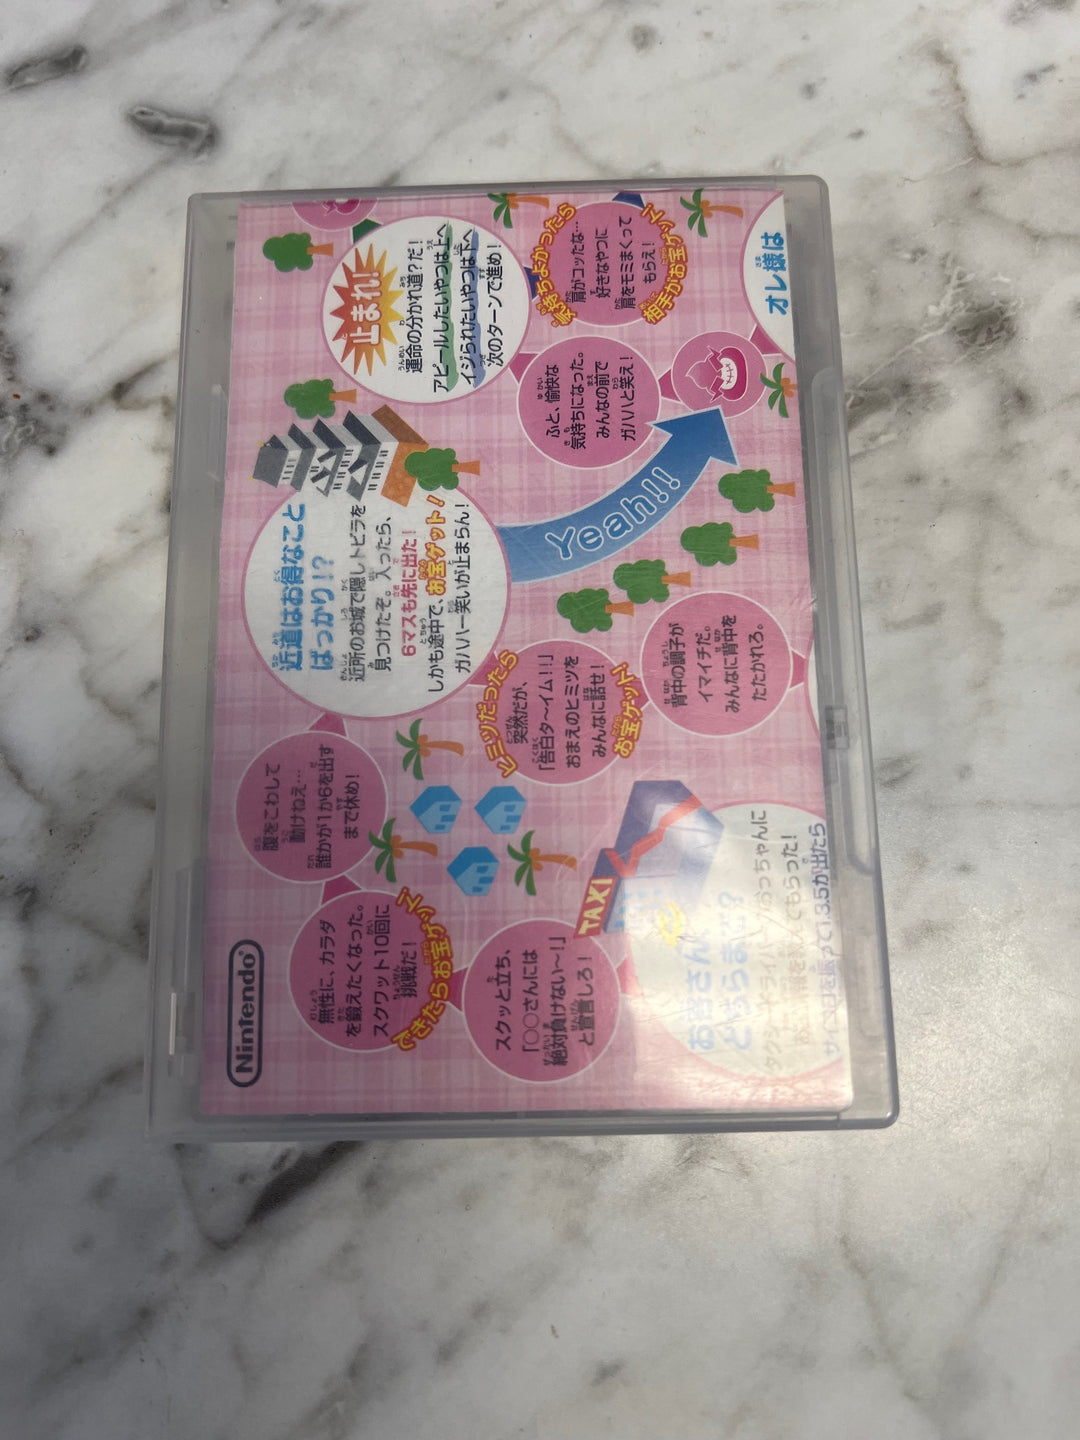 Nintendo
無性に、カラダ
を鍛えたくなった。
スクワット10回に
挑戦だ！
できたらお宝ゲット
腹をこわして
動けねえ…
誰かが1か6を出す
まで休め！
近道はお得なこと
ばっかり!?
近所のお城で隠しトビラを
見つけたぞ。入ったら、
6マスも先に出た！
しかも途中で、お宝ゲット！
ガハハー笑いが止まらん！
止まれ！
運命の分かれ道？だ！
アピールしたいやつは上へ
イジられたいやつは下へ
次のターンで進め！
スクッと立ち、
「○○さんには
絶対負けない〜！」
と宣言しろ！
ヒミツだったら
突然だが、
「告白タ〜イム！！」
おまえのヒミツを
みんなに話せ！
お宝ゲット
Yeah!!
ふと、愉快な
気持ちになった。
みんなの前で
ガハハと笑え！
気持ちよかったら
肩がコッたな…
好きなやつに
肩をモミまくって
もらえ！
相手がお宝ゲット
TAXI
背中の調子が
イマイチだ。
みんなに背中を
たたかれろ。
オレ様は